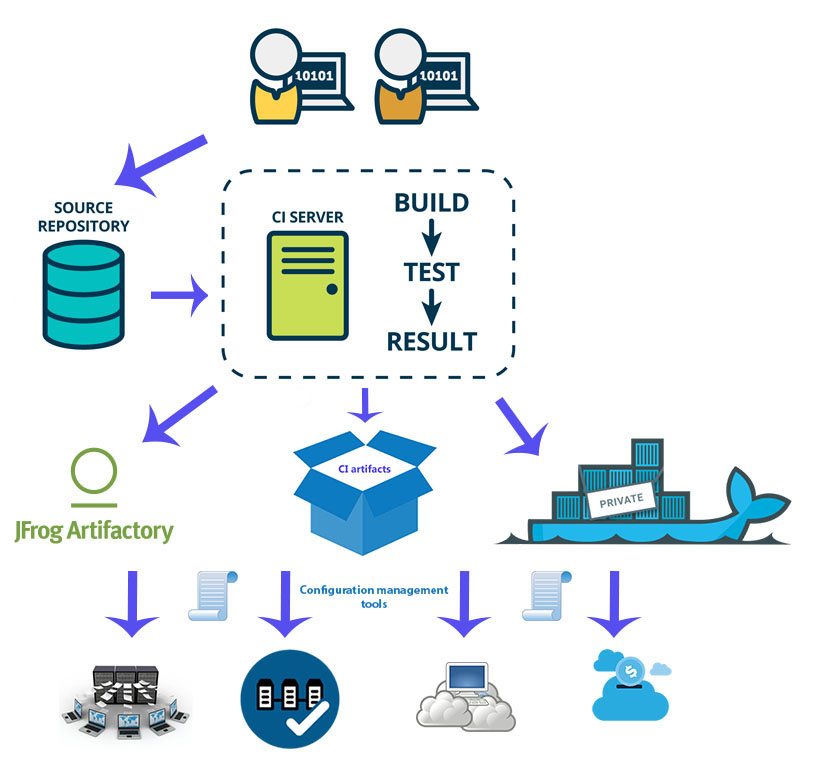 10101
10101
SOURCE
REPOSITORY
CI SERVER
BUILD
TEST
RESULT
CI artifacts
JFrog Artifactory
PRIVATE
Configuration management
tools
$